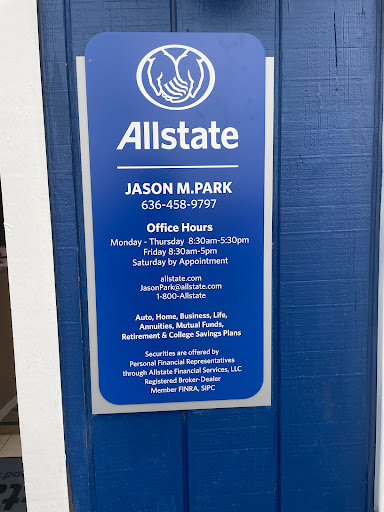 Allstate
JASON M.PARK
636-458-9797
Office Hours
Monday - Thursday 8:30am-5:30pm
Friday 8:30am-5pm
Saturday by Appointment
allstate.com
JasonPark@allstate.com
1-800-Allstate
Auto, Home, Business, Life,
Annuities, Mutual Funds,
Retirement & College Savings Plans
Securities are offered by
Personal Financial Representatives
through Allstate Financial Services, LLC
Registered Broker-Dealer
Member FINRA, SIPC